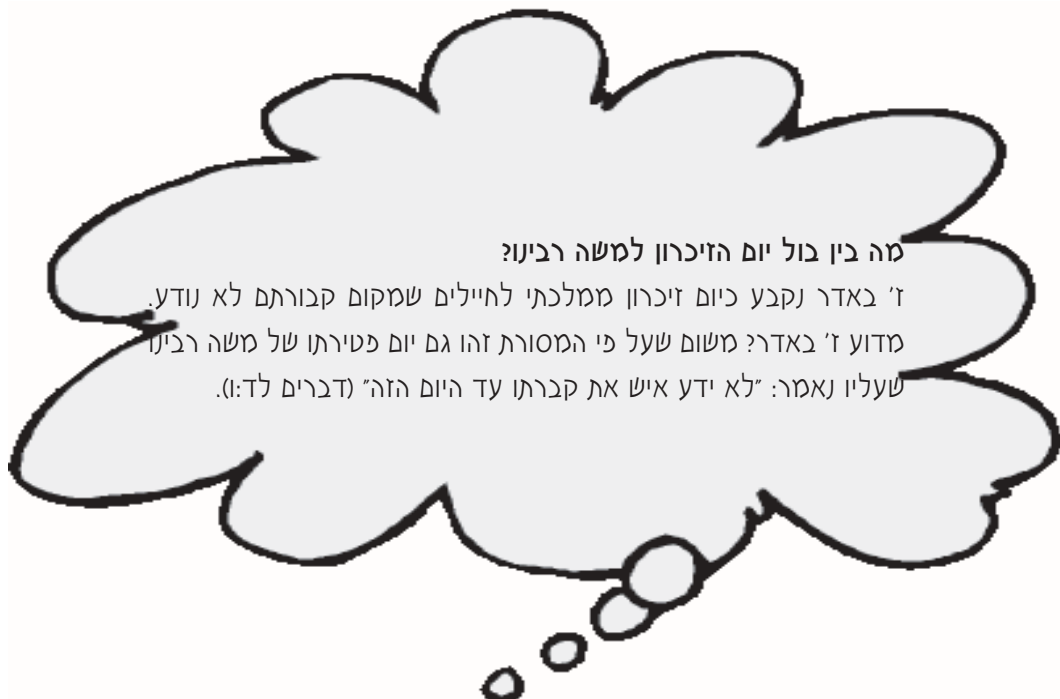 מה בין בול יום הזיכרון למשה רבינו?
ז' באדר נקבע כיום זיכרון ממלכתי לחיילים שמקום קבורתם לא נודע.
מדוע ז' באדר? משום שעל פי המסורת זהו גם יום פטירתו של משה רבינו
שעליו נאמר: "לא ידע איש את קברתו עד היום הזה" (דברים לד:ו).